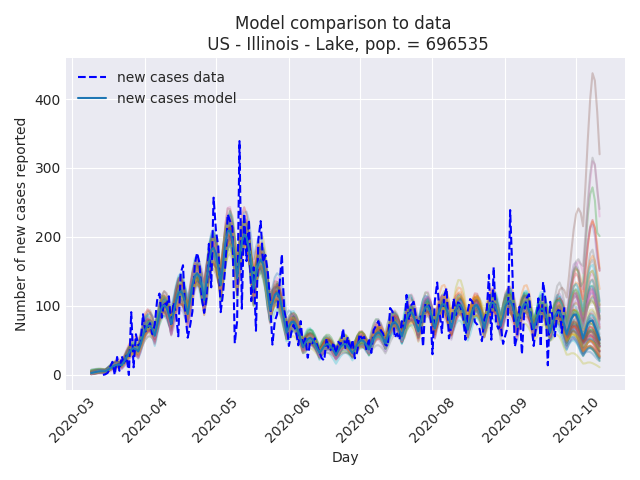 Model comparison to data
US - Illinois - Lake, pop. = 696535
new cases data
new cases model
Number of new cases reported
400
300
200
100
0
2020-03
2020-04
2020-05
2020-06
2020-07
2020-08
2020-09
2020-10
Day